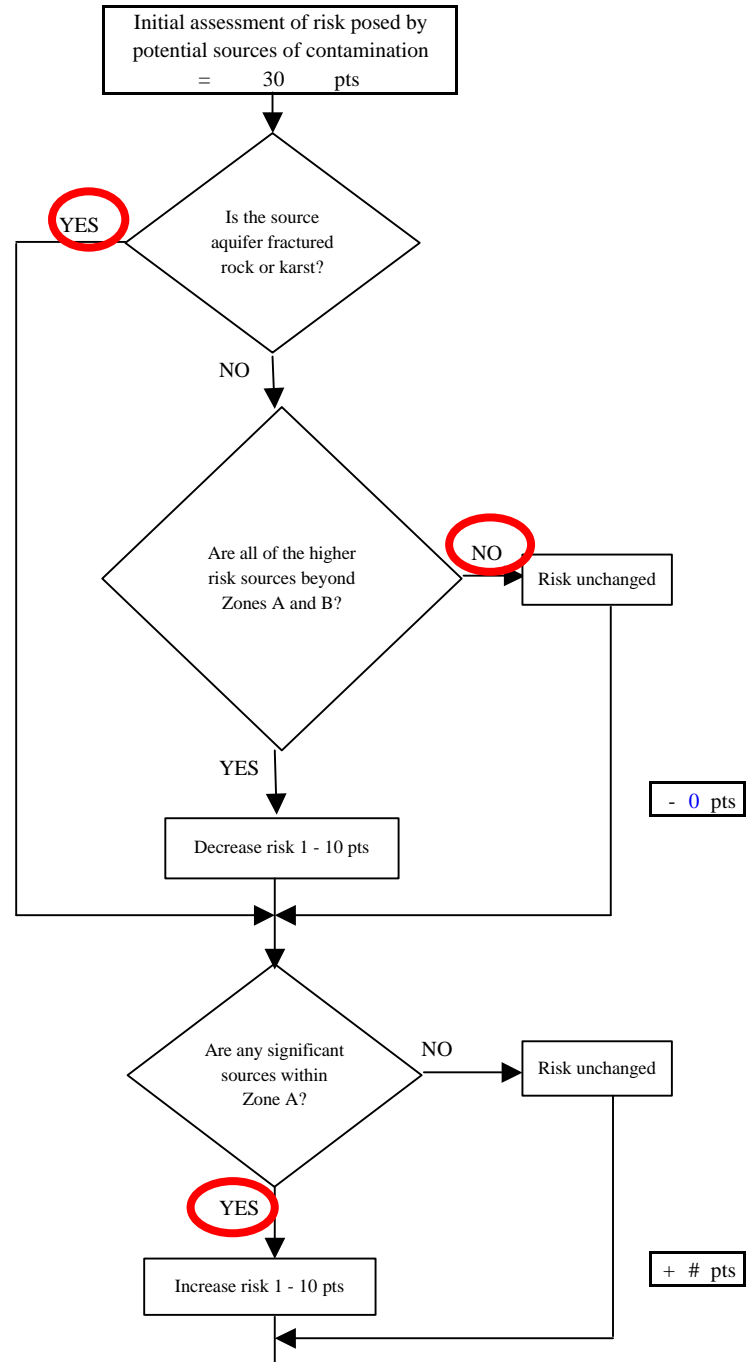 Initial assessment of risk posed by
potential sources of contamination
= 30 pts
YES
Is the source
aquifer fractured
rock or karst?
NO
Are all of the higher
risk sources beyond
Zones A and B?
NO
Risk unchanged
YES
- 0 pts
Decrease risk 1 - 10 pts
Are any significant
sources within
Zone A?
NO
Risk unchanged
YES
+ # pts
Increase risk 1 - 10 pts